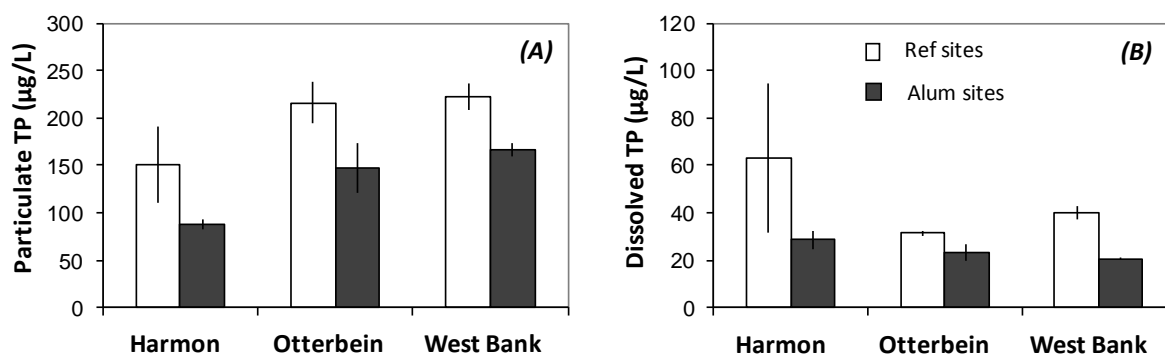 Particulate TP (µg/L)
300
250
200
150
100
50
0
(A)
Harmon Otterbein West Bank
Dissolved TP (µg/L)
120
100
80
60
40
20
0
Ref sites
Alum sites
(B)
Harmon Otterbein West Bank